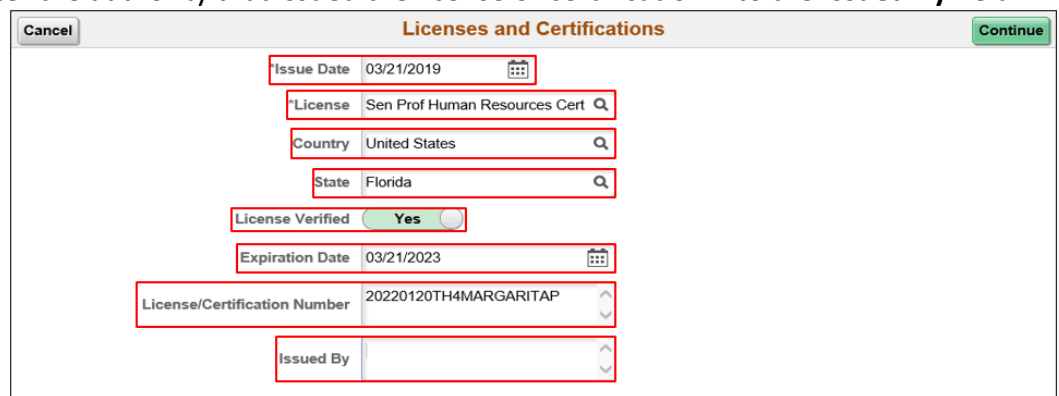 Cancel Licenses and Certifications Continue
*Issue Date 03/21/2019
*License Sen Prof Human Resources Cert
Country United States
State Florida
License Verified Yes
Expiration Date 03/21/2023
License/Certification Number 20220120TH4MARGARITAP
Issued By